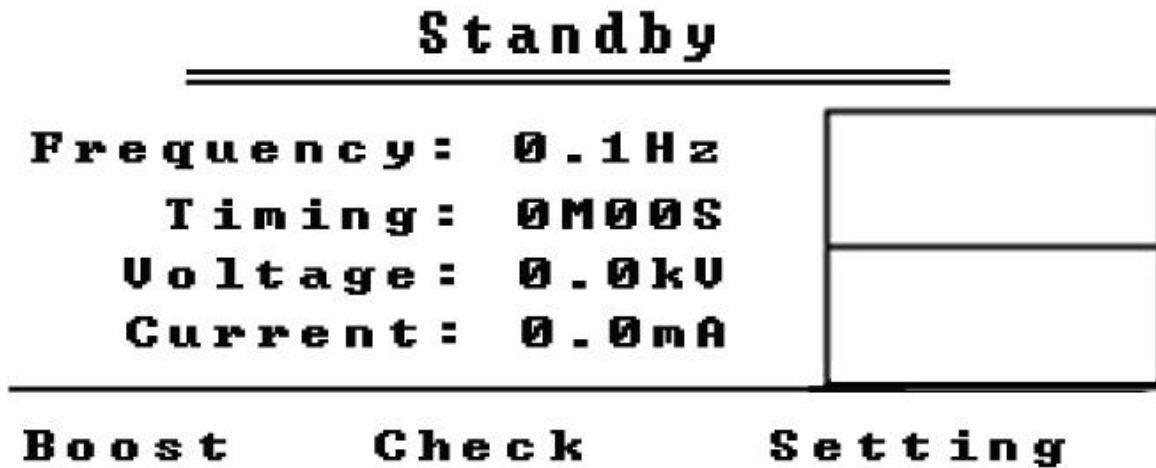 Standby
Frequency: 0.1Hz
Timing: 0M00S
Voltage: 0.0kV
Current: 0.0mA
Boost Check Setting